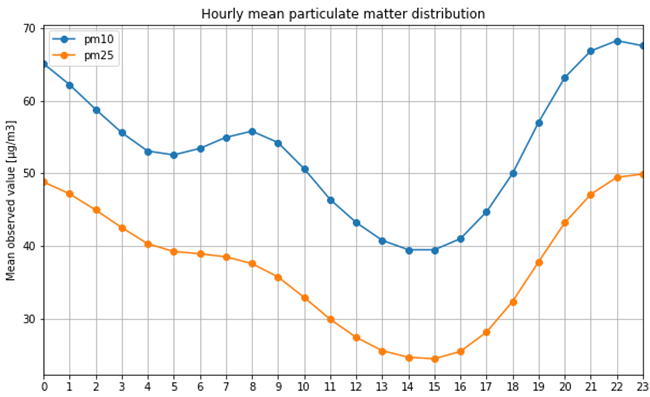 Hourly mean particulate matter distribution
pm10
pm25
Mean observed value [µg/m3]
70
60
50
40
30
0 1 2 3 4 5 6 7 8 9 10 11 12 13 14 15 16 17 18 19 20 21 22 23